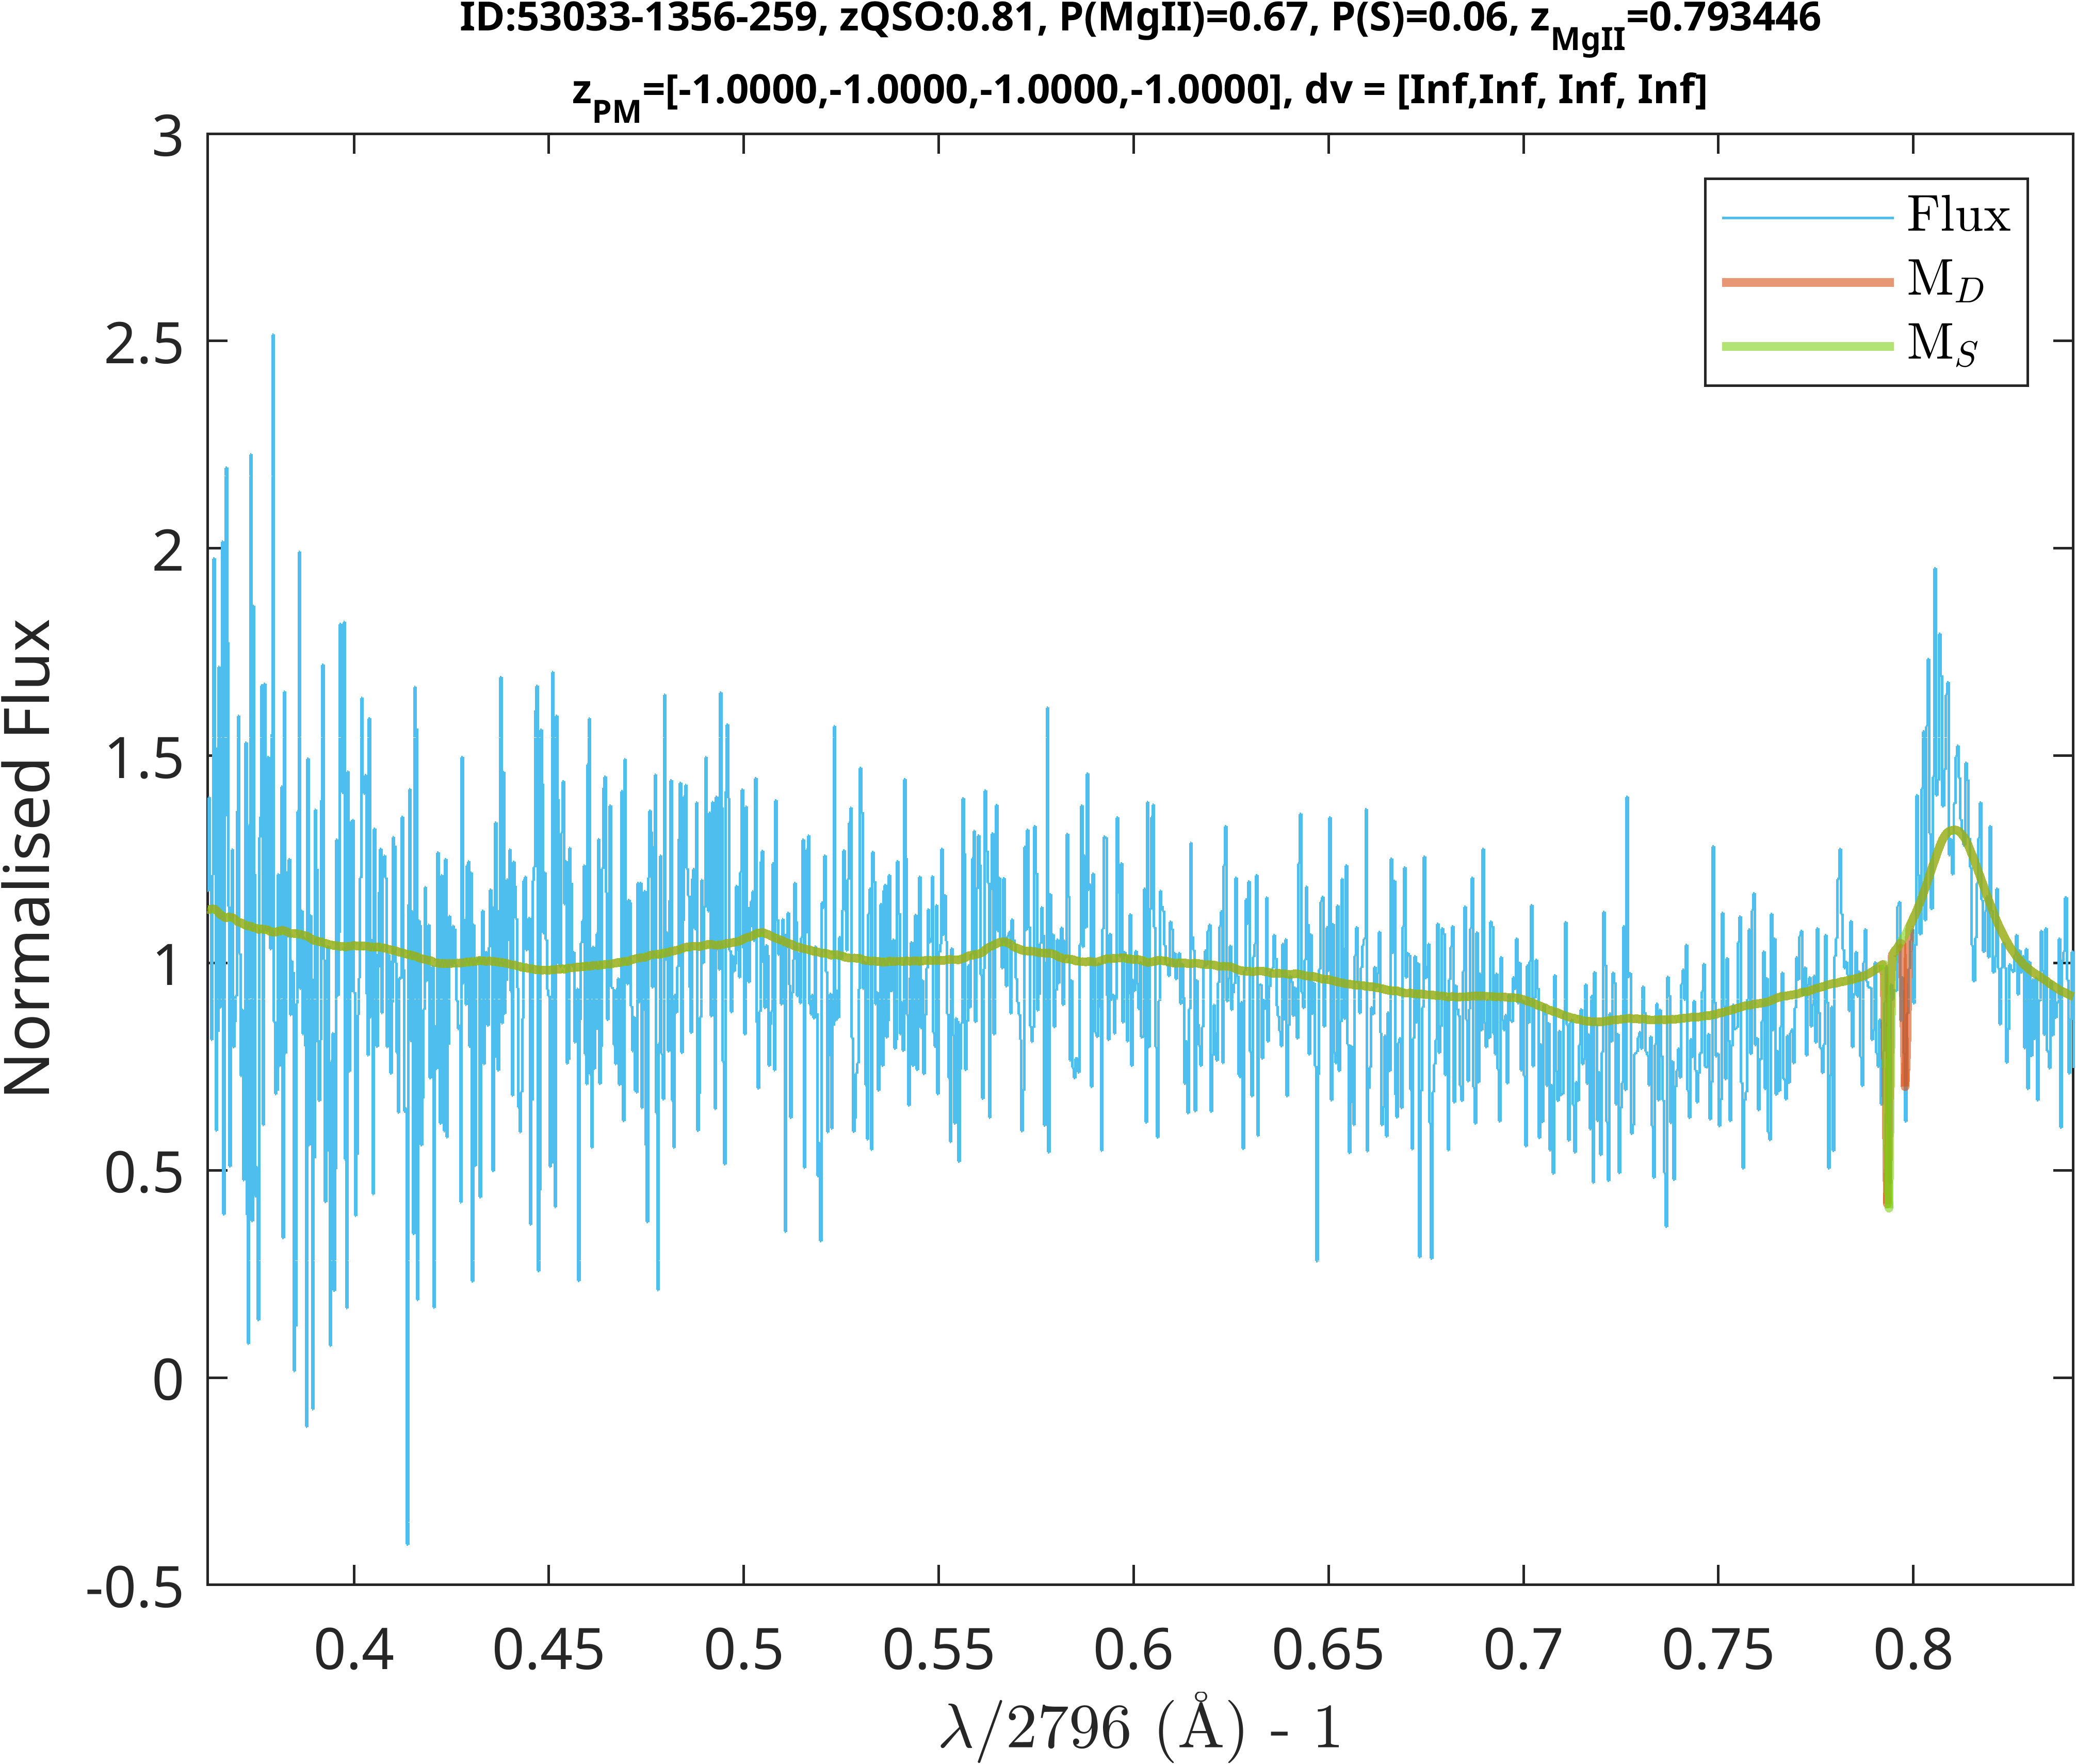 ID:53033-1356-259, zQSO:0.81, P(MgII)=0.67, P(S)=0.06, zMgII=0.793446
zPM=[-1.0000,-1.0000,-1.0000,-1.0000], dv = [Inf,Inf, Inf, Inf]
3
2.5
2
1.5
1
0.5
0
-0.5
Normalised Flux
Flux
MD
MS
0.4 0.45 0.5 0.55 0.6 0.65 0.7 0.75 0.8
λ/2796 (Å) - 1